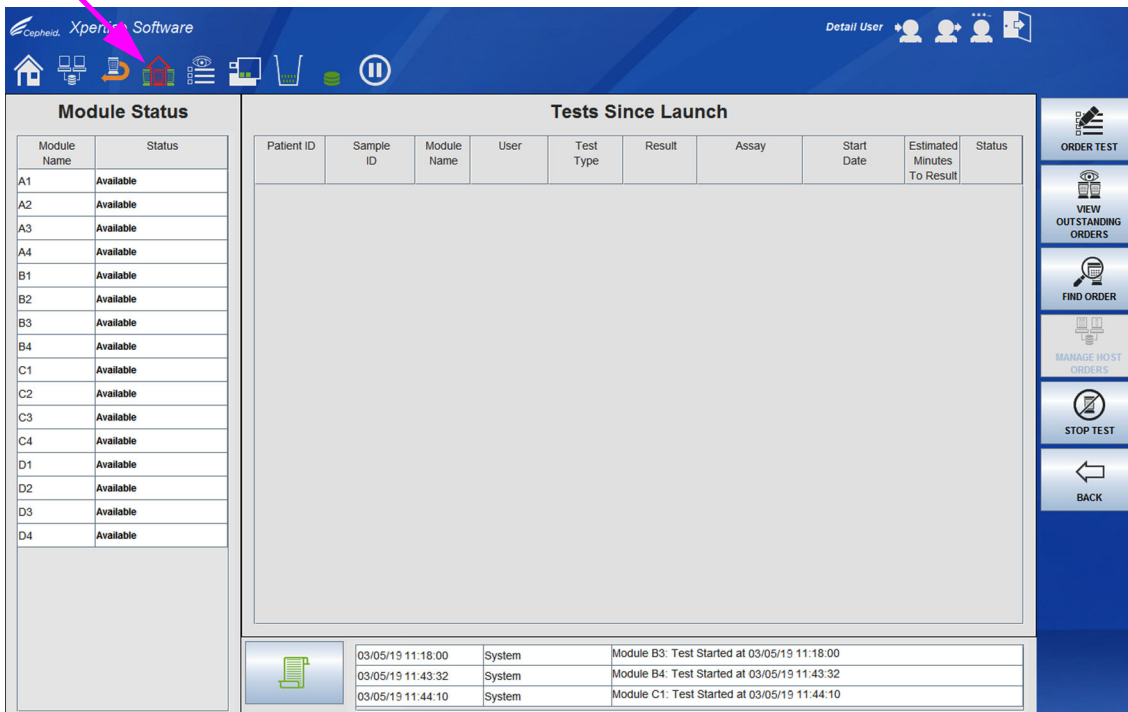 Cepheid. Xpertise Software
Detail User
Module Status
Tests Since Launch
Module
Name
Status
Patient ID
Sample
ID
Module
Name
User
Test
Type
Result
Assay
Start
Date
Estimated
Minutes
To Result
Status
A1 Available
A2 Available
A3 Available
A4 Available
B1 Available
B2 Available
B3 Available
B4 Available
C1 Available
C2 Available
C3 Available
C4 Available
D1 Available
D2 Available
D3 Available
D4 Available
ORDER TEST
VIEW
OUTSTANDING
ORDERS
FIND ORDER
MANAGE HOST
ORDERS
STOP TEST
BACK
03/05/19 11:18:00 System Module B3: Test Started at 03/05/19 11:18:00
03/05/19 11:43:32 System Module B4: Test Started at 03/05/19 11:43:32
03/05/19 11:44:10 System Module C1: Test Started at 03/05/19 11:44:10